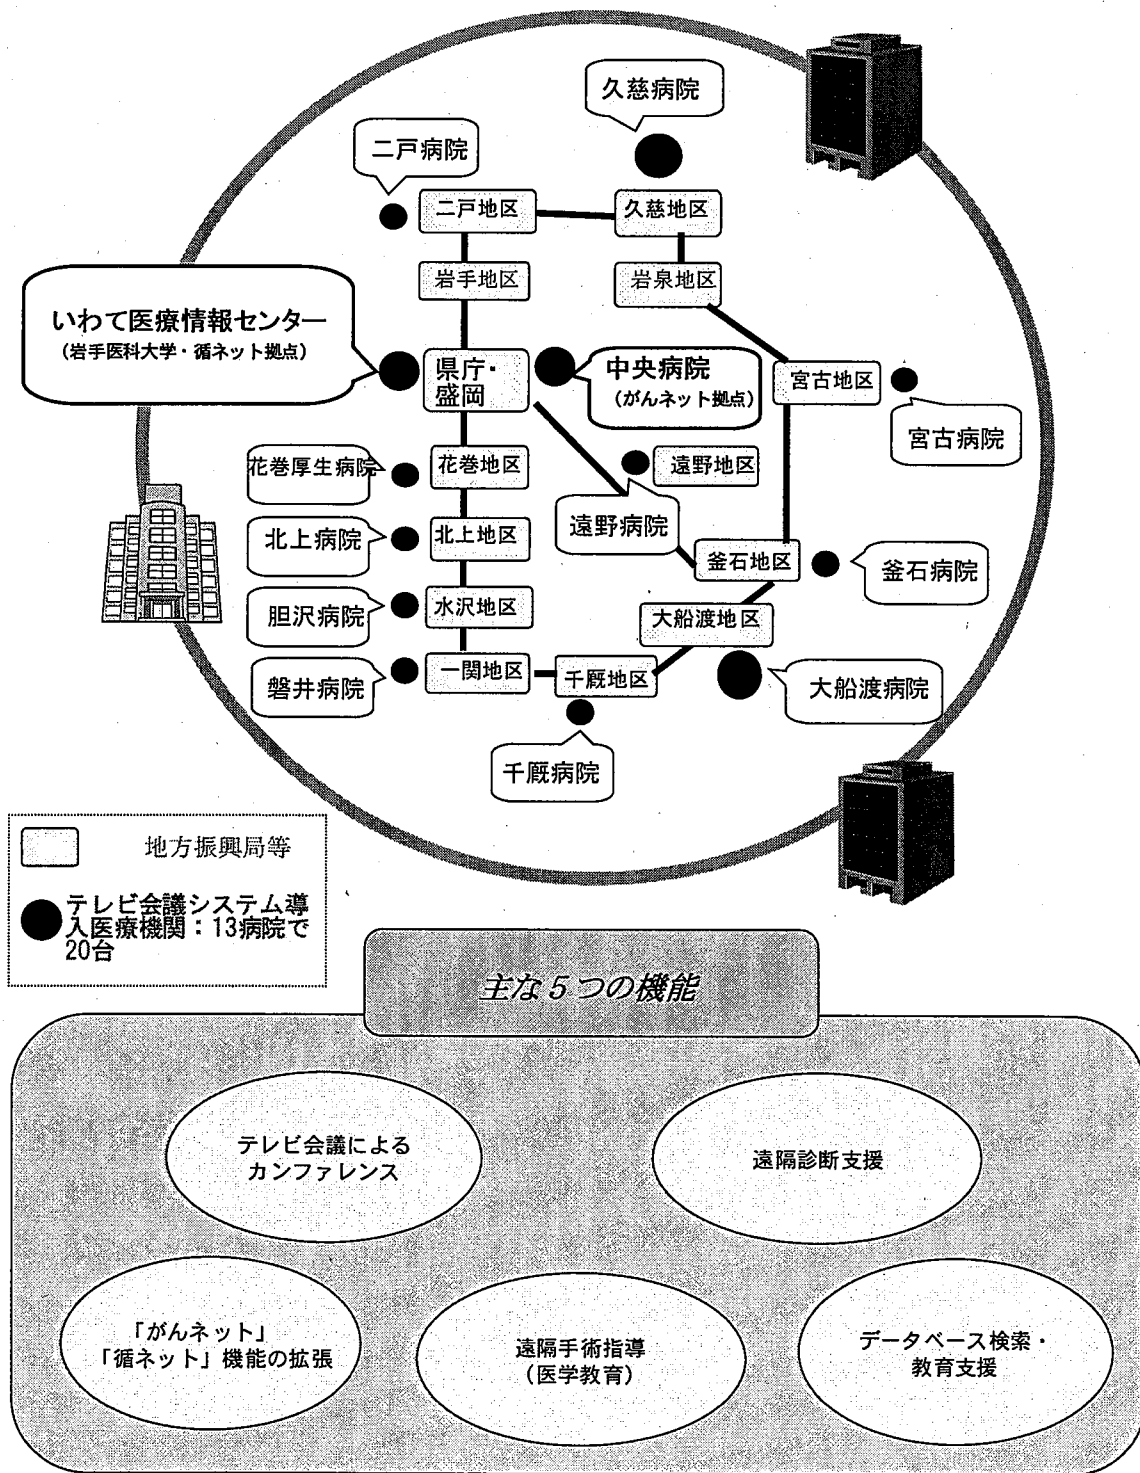 久慈病院
二戸病院
二戸地区
久慈地区
岩手地区
岩泉地区
いわて医療情報センター
(岩手医科大学・循ネット拠点)
県庁・
盛岡
中央病院
(がんネット拠点)
宮古地区
宮古病院
花巻厚生病院
花巻地区
遠野地区
遠野病院
北上病院
北上地区
釜石地区
釜石病院
胆沢病院
水沢地区
大船渡地区
磐井病院
一関地区
千厩地区
大船渡病院
千厩病院
地方振興局等
テレビ会議システム導
入医療機関：13病院で
20台
主な５つの機能
テレビ会議による
カンファレンス
遠隔診断支援
「がんネット」
「循ネット」機能の拡張
遠隔手術指導
(医学教育)
データベース検索・
教育支援